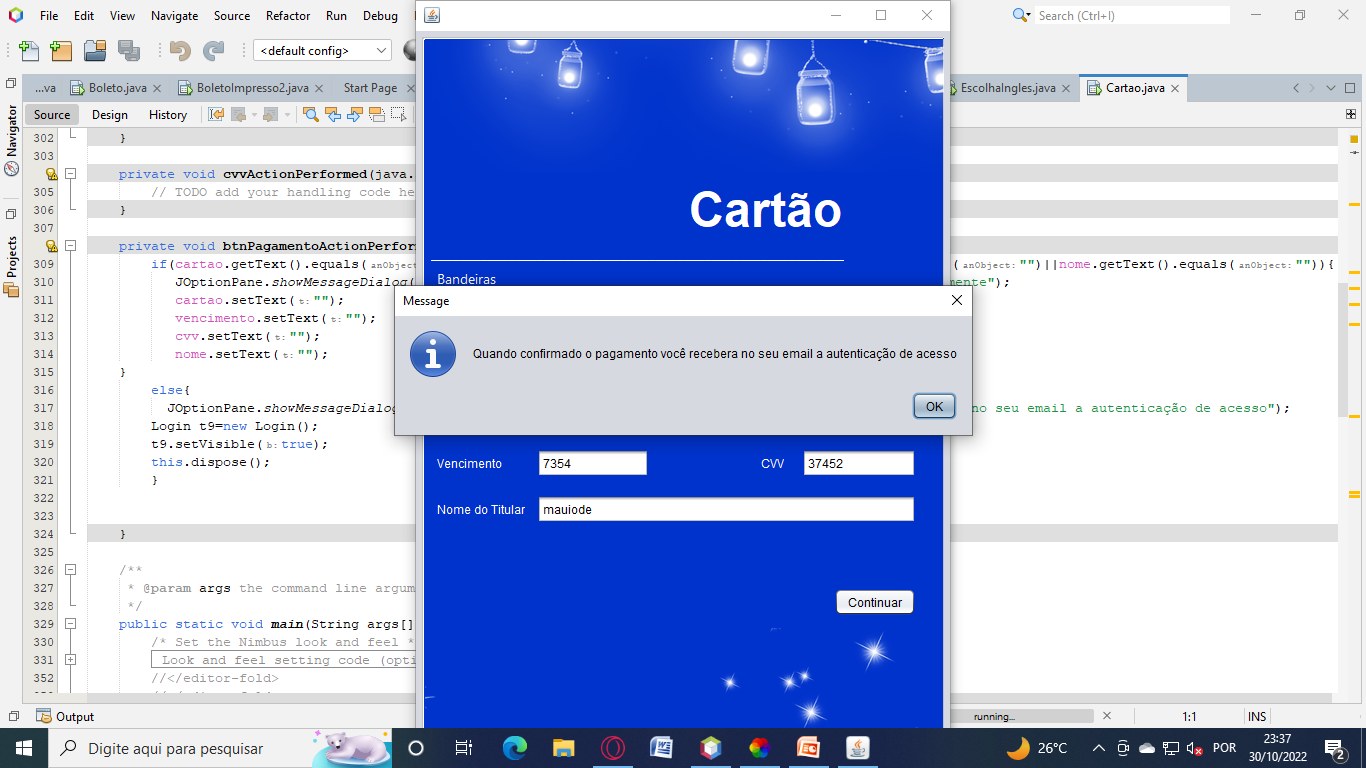 File Edit View Navigate Source Refactor Run Debug
Search (Ctrl+I)
<default config>
...va Boleto.java BoletoImpresso2.java Start Page EscolhaIngles.java Cartao.java
Source Design History
Navigator
Projects
302 }
303
private void cvvActionPerformed(java.
305 // TODO add your handling code he
306 }
307
private void btnPagamentoActionPerfor
309 if(cartao.getText().equals( anObject: "")||nome.getText().equals( anObject: "")){
310 JOptionPane.showMessageDialog( mente");
311 cartao.setText( t: "");
312 vencimento.setText( t: "");
313 cvv.setText( t: "");
314 nome.setText( t: "");
315 }
316 else{
317 JOptionPane.showMessageDialog no seu email a autenticação de acesso");
318 Login t9=new Login();
319 t9.setVisible( b: true);
320 this.dispose();
321 }
322
323
324 }
325
326 /**
327 * @param args the command line argum
328 */
329 public static void main(String args[]
330 /* Set the Nimbus look and feel *
331 Look and feel setting code (opti
352 //</editor-fold>
Cartão
Bandeiras
Message
Quando confirmado o pagamento você recebera no seu email a autenticação de acesso
OK
Vencimento 7354 CVV 37452
Nome do Titular mauiode
Continuar
Output
running...
1:1 INS
Digite aqui para pesquisar
26°C
POR
23:37
30/10/2022
2